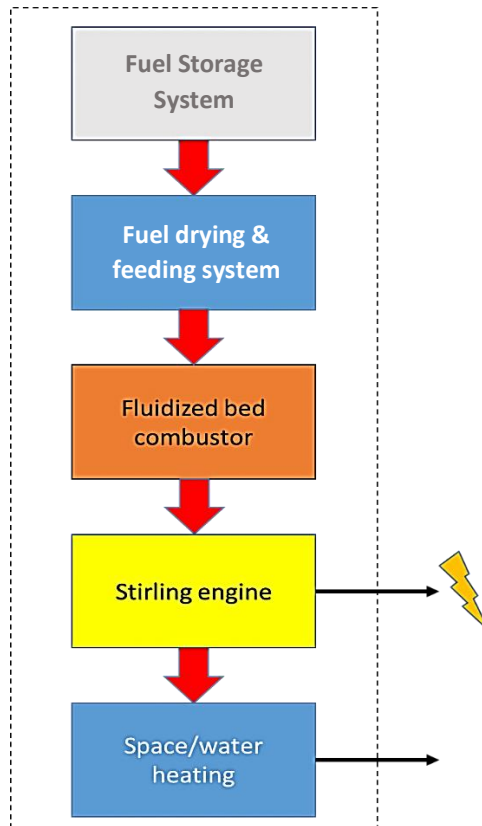 Fuel Storage
System
Fuel drying &
feeding system
Fluidized bed
combustor
Stirling engine
Space/water
heating